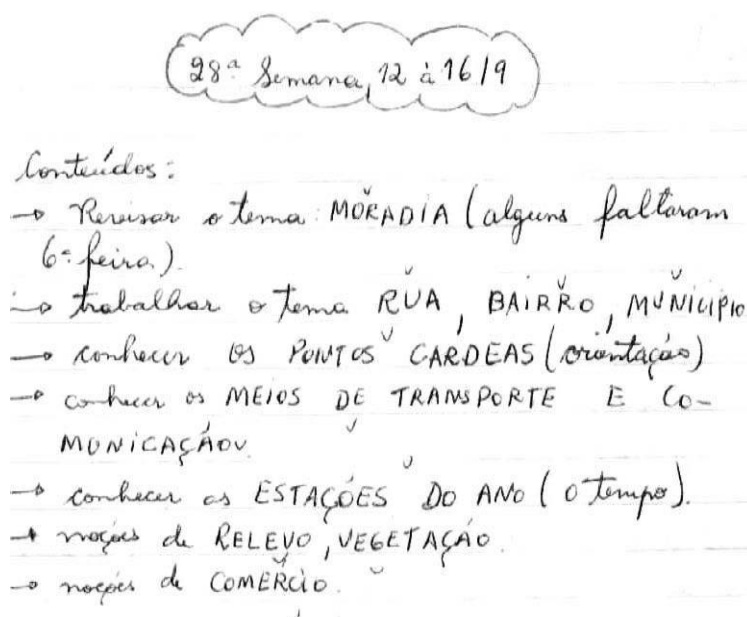 28ª Semana, 12 à 16/9
Conteúdos:
→ Revisar o tema MORADIA (alguns faltaram
6ª feira).
→ trabalhar o tema RUA, BAIRRO, MUNICIPIO
→ conhecer os PONTOS CARDEAS (orientação)
→ conhecer os MEIOS DE TRANSPORTE E CO-
MUNICAÇÃO
→ conhecer as ESTAÇÕES DO ANO (o tempo).
→ noções de RELEVO, VEGETAÇÃO.
→ noções de COMÉRCIO.